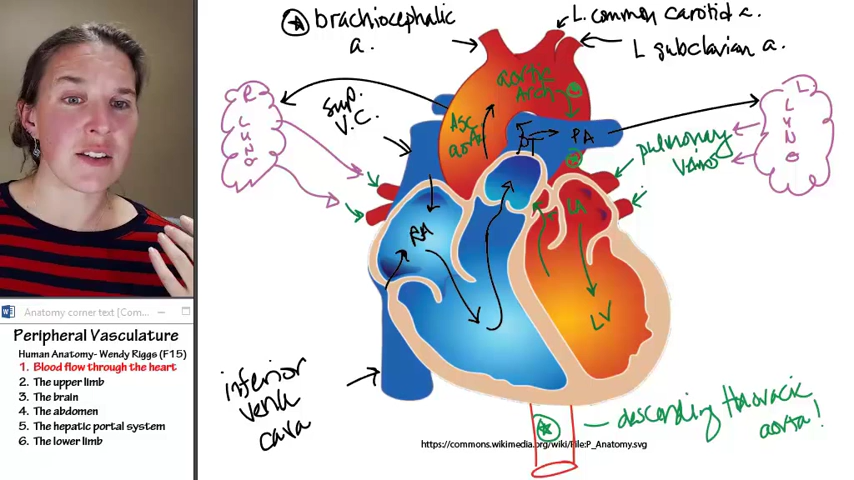 brachiocephalic
a.
L. common carotid a.
L subclavian a.
aortic
Arch
sup.
V.C.
Asc
aorta
PT
PA
R
LUNG
L
LUNG
pulmonary
veins
RA
LA
LV
inferior
vena
cava
descending thoracic
aorta!
Anatomy corner text [Com...
Peripheral Vasculature
Human Anatomy- Wendy Riggs (F15)
1. Blood flow through the heart
2. The upper limb
3. The brain
4. The abdomen
5. The hepatic portal system
6. The lower limb
https://commons.wikimedia.org/wiki/File:P_Anatomy.svg